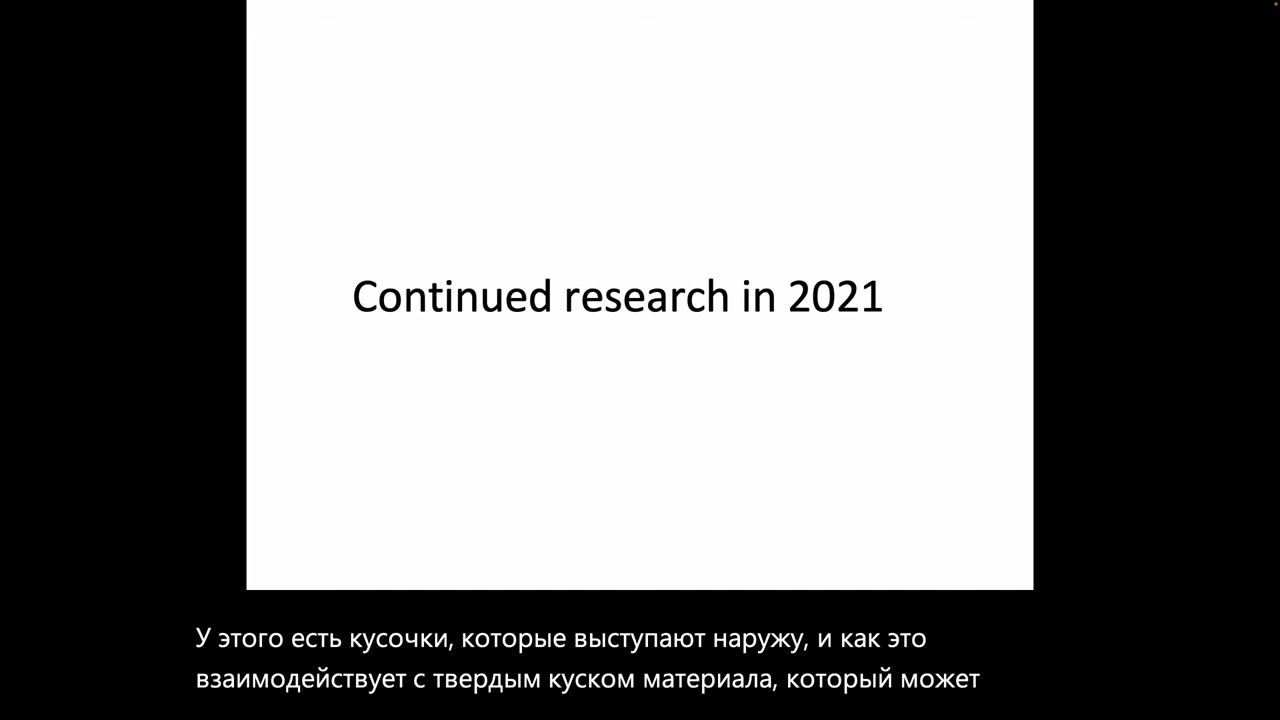 Continued research in 2021
У этого есть кусочки, которые выступают наружу, и как это
взаимодействует с твердым куском материала, который может